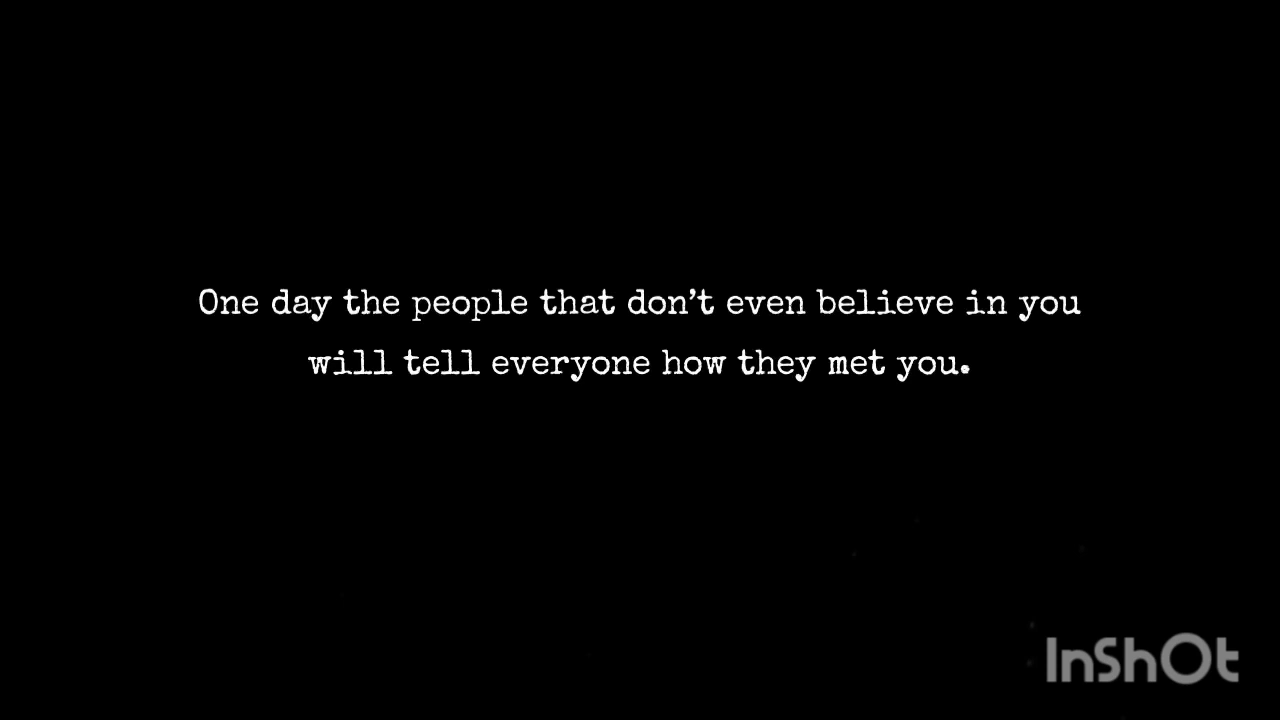 One day the people that don’t even believe in you
will tell everyone how they met you.
InShOt